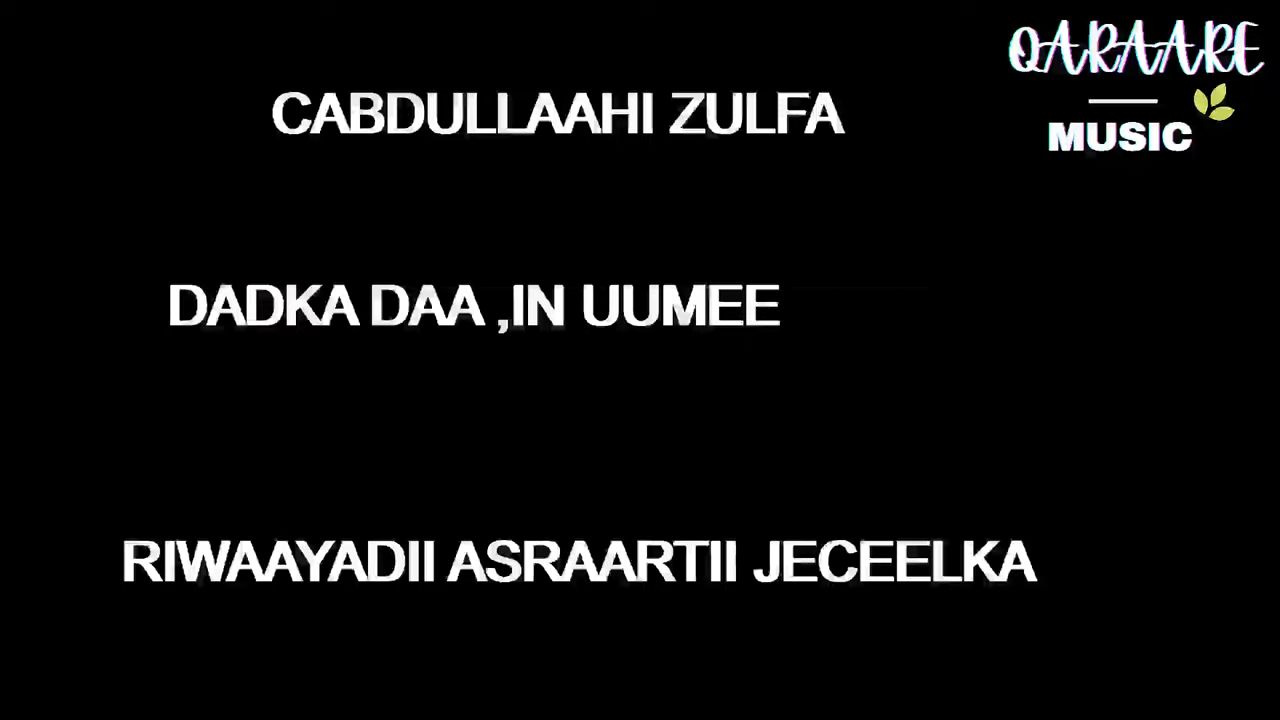 QARAARE
MUSIC
CABDULLAAHI ZULFA
DADKA DAA ,IN UUMEE
RIWAAYADII ASRAARTII JECEELKA